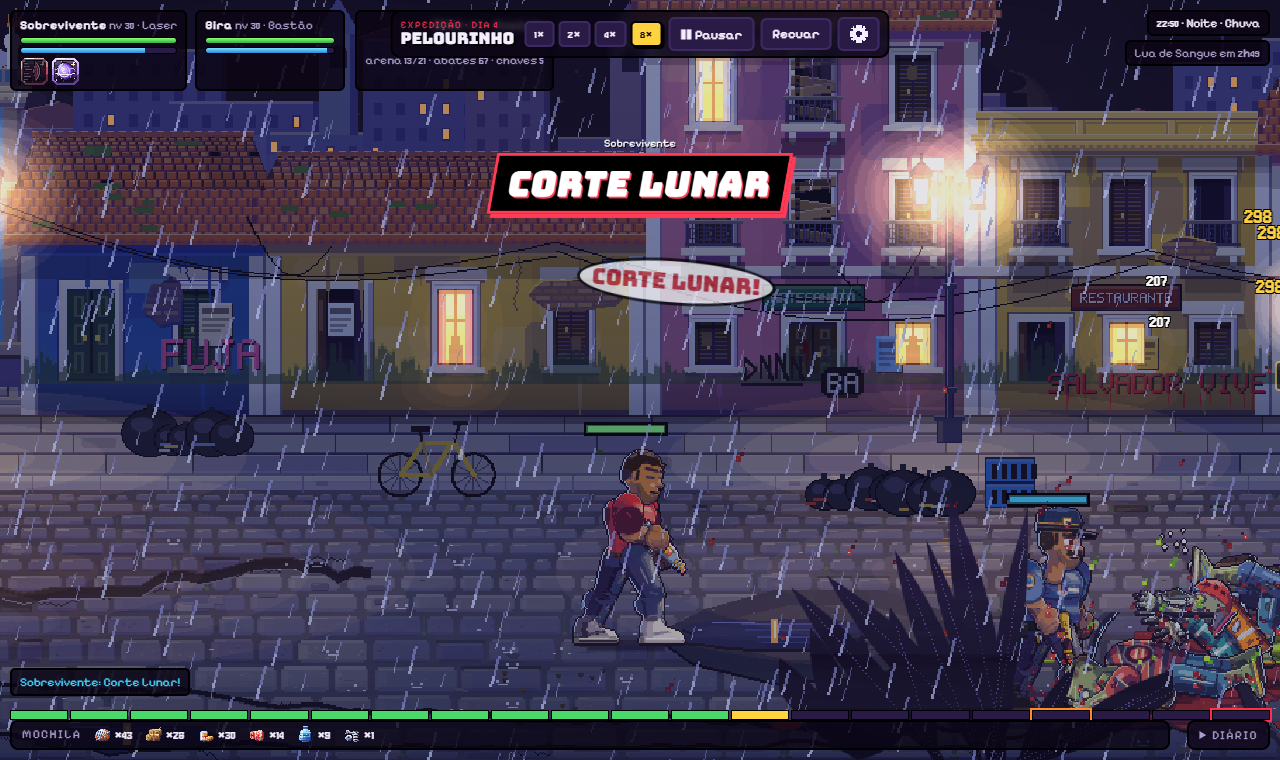 Sobrevivente nv 30 · Laser
Bira nv 30 · Bastão
EXPEDIÇÃO · DIA 4
PELOURINHO
arena 13/21 · abates 67 · chaves 5
1×
2×
4×
8×
Pausar
Recuar
22:50 · Noite · Chuva
Lua de Sangue em 2h49
Sobrevivente
CORTE LUNAR
CORTE LUNAR!
298
298
298
207
207
RESTAURANTE
FUJA
BA
SALVADOR VIVE
Sobrevivente: Corte Lunar!
MOCHILA
×43
×26
×30
×14
×9
×1
▶ DIÁRIO